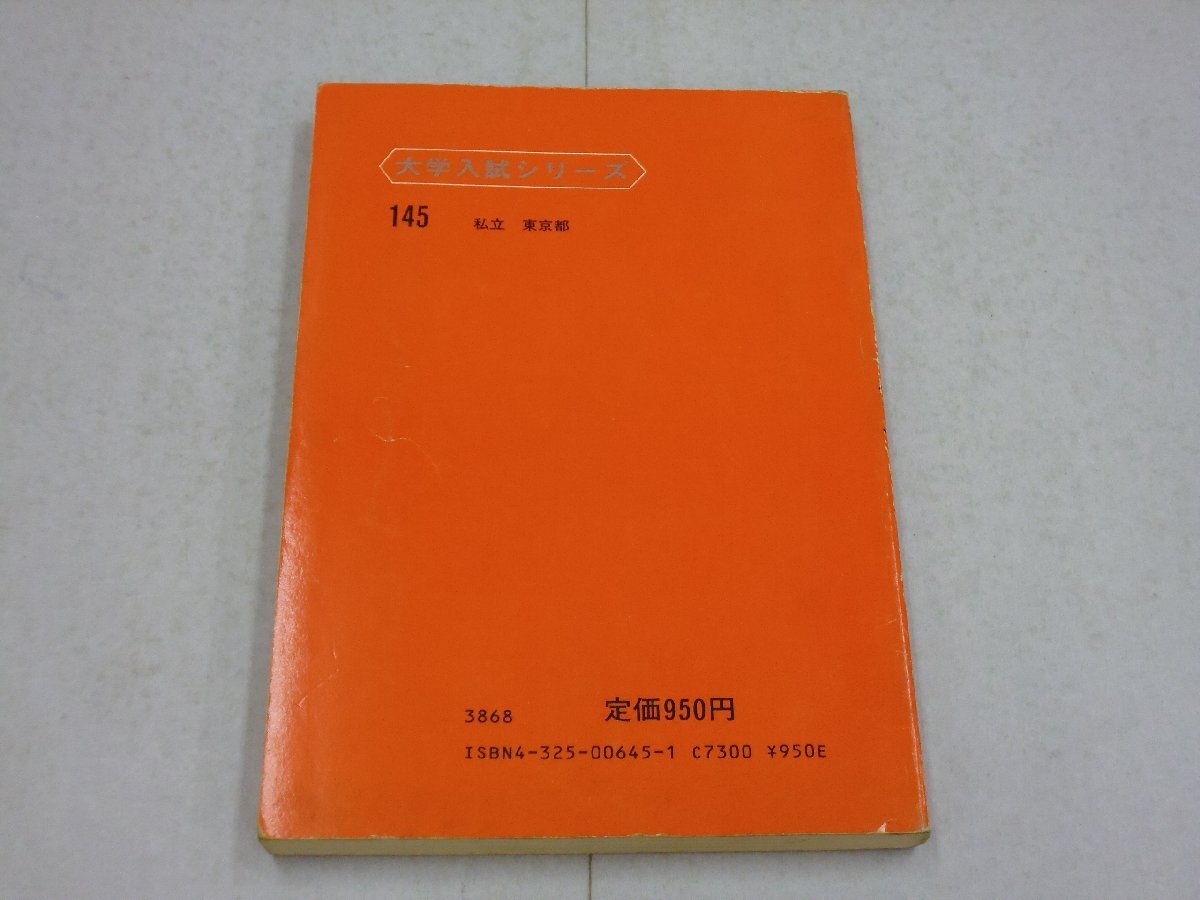 大学入試シリーズ
145 私立 東京都
3868 定価950円
ISBN4-325-00645-1 C7300 ¥950E